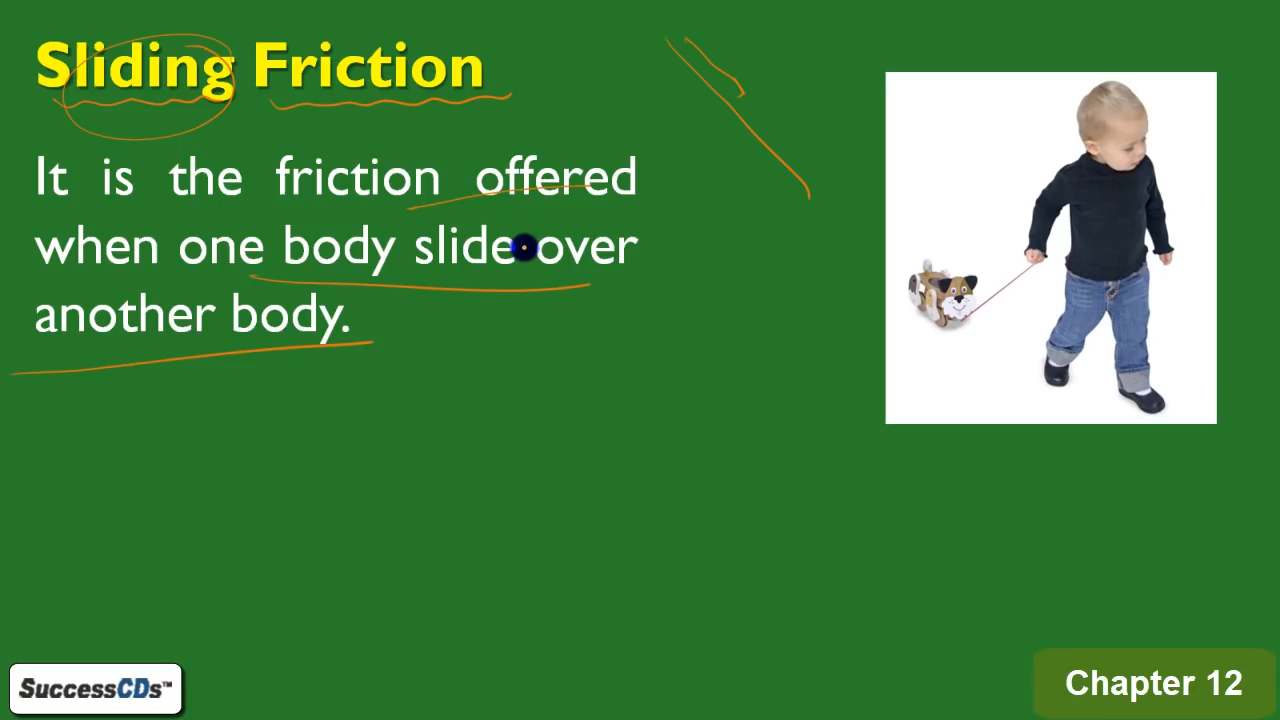 Sliding Friction
It is the friction offered
when one body slide over
another body.
SuccessCDs™
Chapter 12